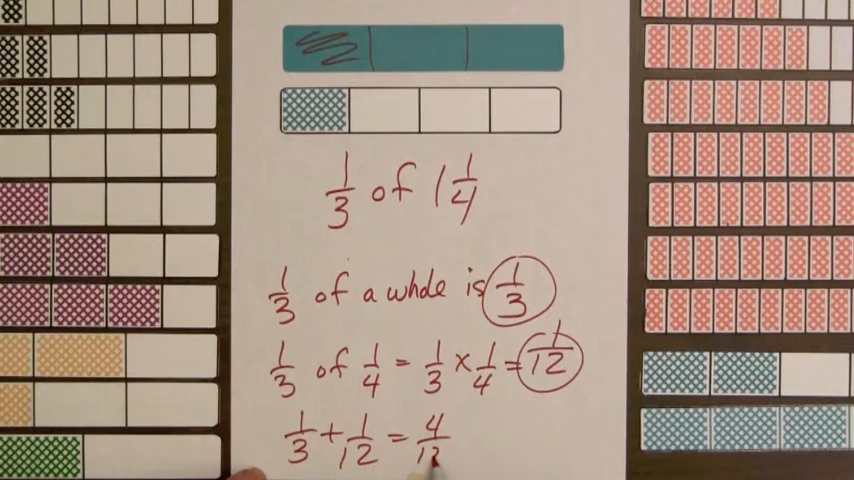 1/3 of 1 1/4
1/3 of a whole is 1/3
1/3 of 1/4 = 1/3 × 1/4 = 1/12
1/3 + 1/12 = 4/12